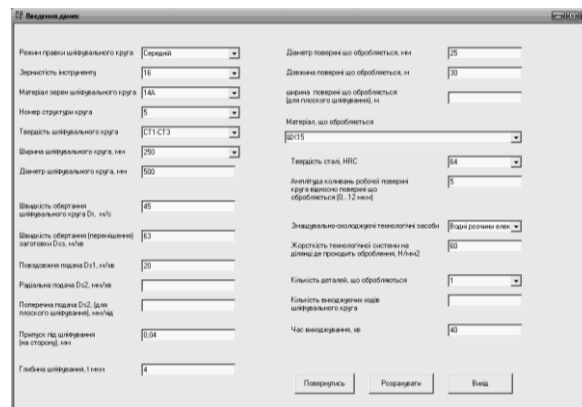 Введення даних
Режим правки шліфувального круга
Середній
Зернистість інструменту
16
Матеріал зерен шліфувального круга
14А
Номер структури круга
5
Твердість шліфувального круга
СТ1-СТ3
Ширина шліфувального круга, мм
250
Діаметр шліфувального круга, мм
500
Швидкість обертання
шліфувального круга Dк, м/с
45
Швидкість обертання (переміщення)
заготовки Dsз, м/хв
63
Повздовжня подача Ds1, м/хв
20
Радіальна подача Ds2, мм/хв
Поперечна подача Ds2, (для
плоского шліфування), мм/хід
Припуск під шліфування
(на сторону), мм
0,04
Глибина шліфування, t мкм
4
Діаметр поверхні що обробляється, мм
25
Довжина поверхні що обробляється, м
30
ширина поверхні що обробляється
(для плоского шліфування), м
Матеріал, що обробляється
ШХ15
Твердість сталі, HRC
64
Амплітуда коливань робочої поверхні
круга відносно поверхні що
обробляється (0...12 мкм)
5
Змащувально-охолоджуючі технологічні засоби
Водні розчини елек
Жорсткість технологічної системи на
ділянці де проходить оброблення, Н/мм2
60
Кількість деталей, що обробляється
1
Кількість виходжуючих ходів
шліфувального круга
Час виходжування, хв
40
Повернутись
Розрахувати
Вихід